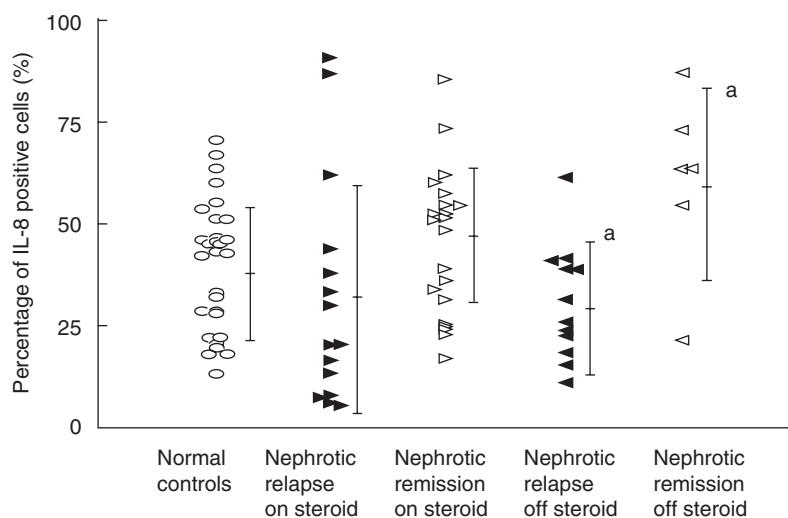 100
75
50
25
0
Percentage of IL-8 positive cells (%)
a
a
Normal
controls
Nephrotic
relapse
on steroid
Nephrotic
remission
on steroid
Nephrotic
relapse
off steroid
Nephrotic
remission
off steroid